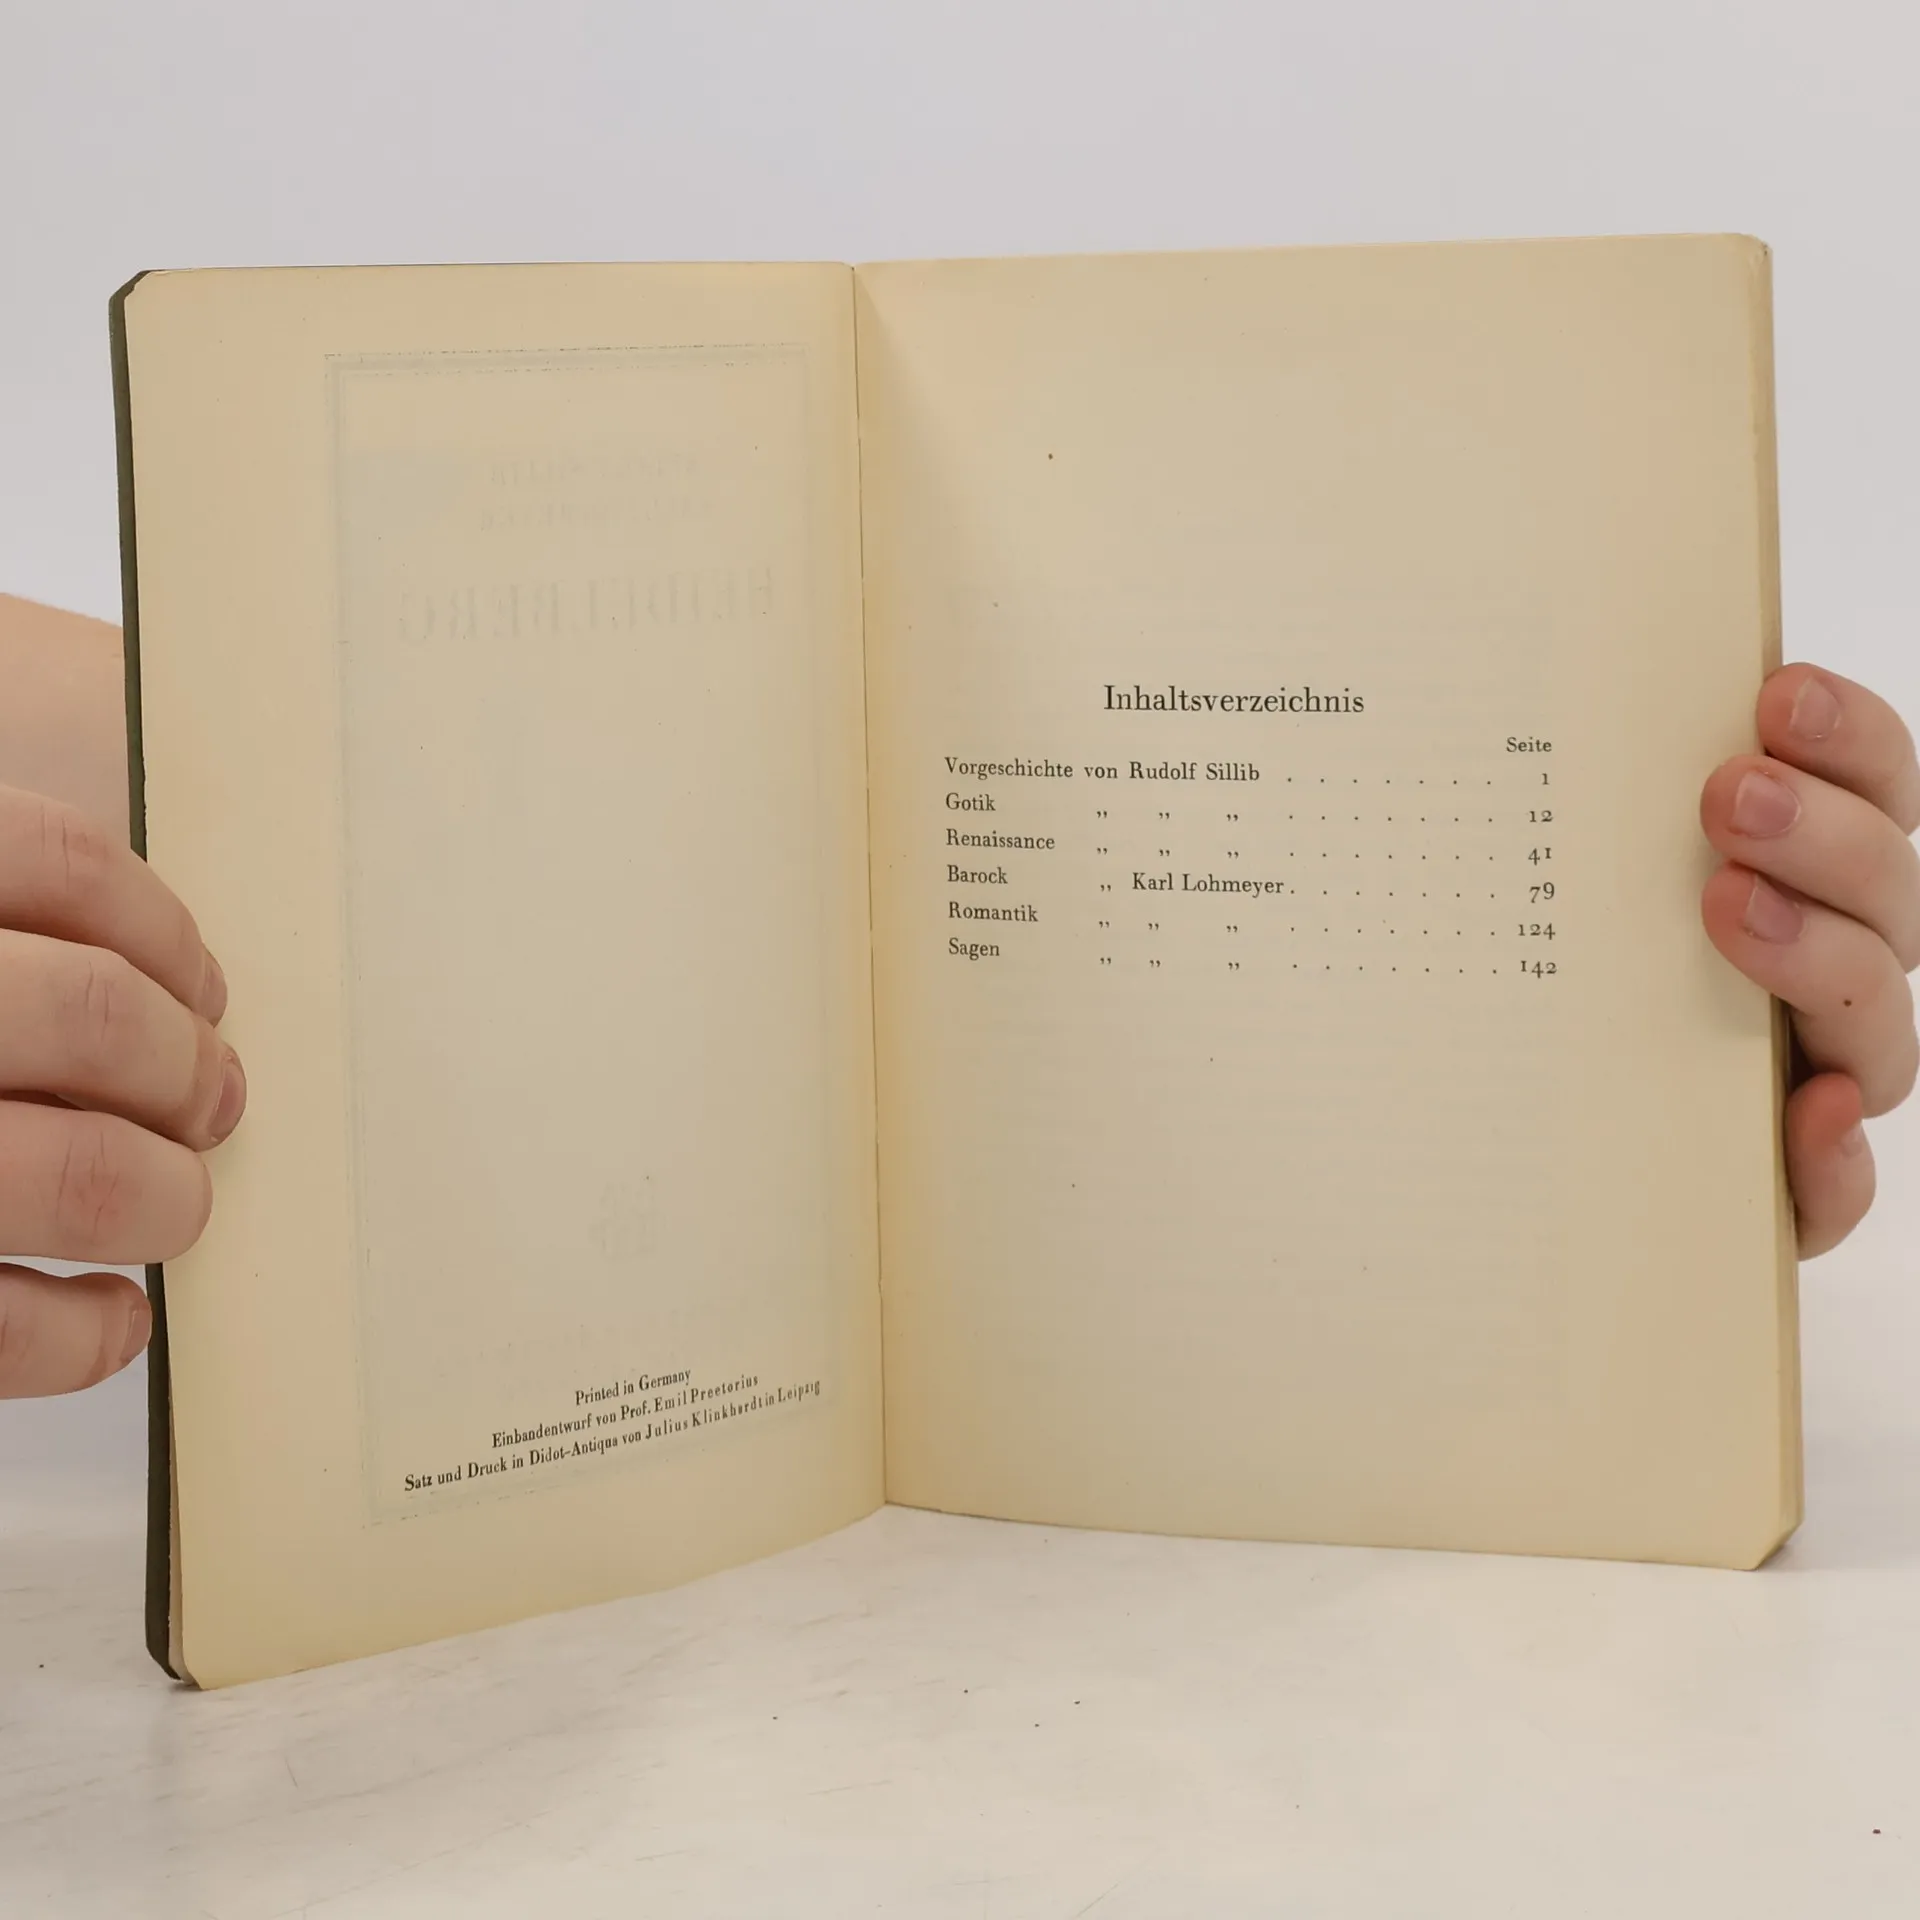 HEIDELBERG
Printed in Germany
Einbandentwurf von Prof. Emil Preetorius
Satz und Druck in Didot-Antiqua von Julius Klinkhardt in Leipzig
Inhaltsverzeichnis
Seite
Vorgeschichte von Rudolf Sillib . . . . . . . 1
Gotik „ „ „ . . . . . . . 12
Renaissance „ „ „ . . . . . . . 41
Barock „ Karl Lohmeyer . . . . . . . 79
Romantik „ „ „ . . . . . . . 124
Sagen „ „ „ . . . . . . . 142